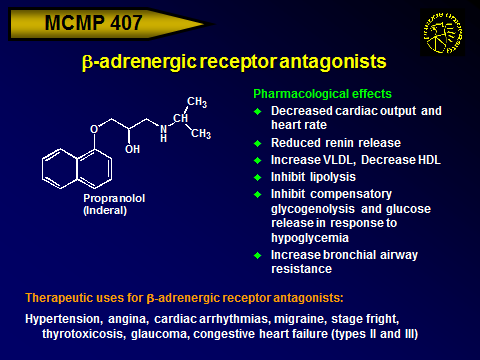 MCMP 407
β-adrenergic receptor antagonists
Pharmacological effects
Decreased cardiac output and
heart rate
Reduced renin release
Increase VLDL, Decrease HDL
Inhibit lipolysis
Inhibit compensatory
glycogenolysis and glucose
release in response to
hypoglycemia
Increase bronchial airway
resistance
CH3
CH
CH3
O
N
H
OH
Propranolol
(Inderal)
Therapeutic uses for β-adrenergic receptor antagonists:
Hypertension, angina, cardiac arrhythmias, migraine, stage fright,
thyrotoxicosis, glaucoma, congestive heart failure (types II and III)